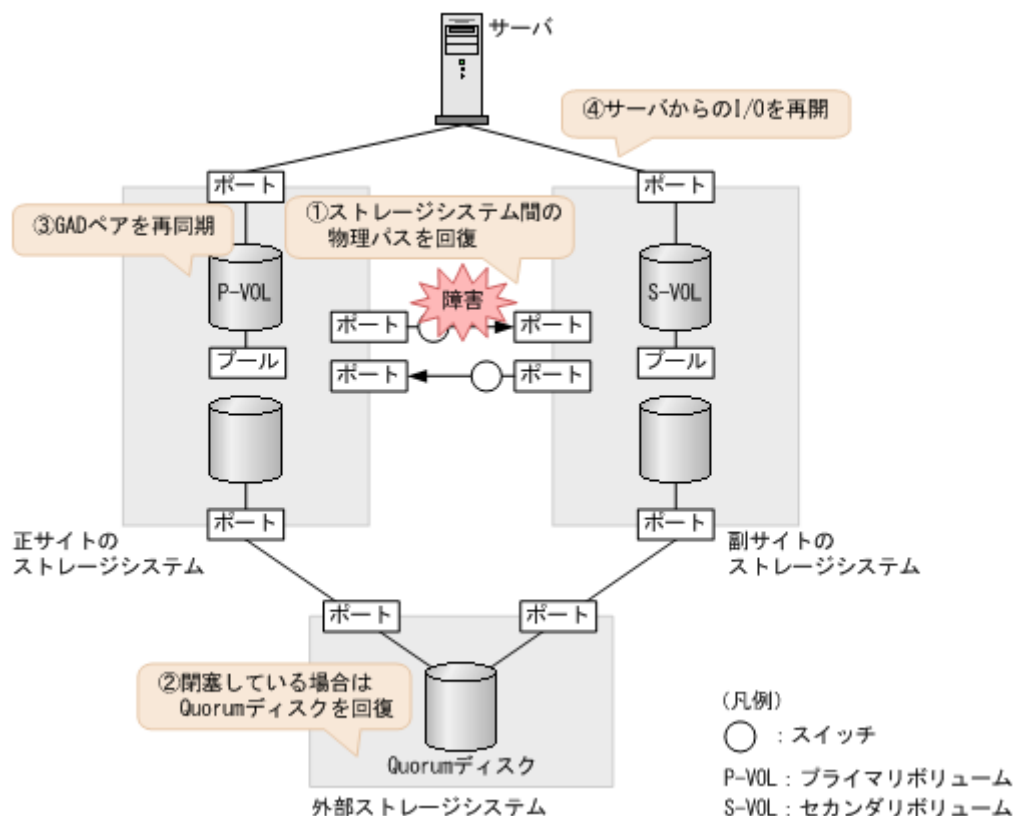 サーバ
④サーバからのI/Oを再開
ポート
ポート
③GADペアを再同期
①ストレージシステム間の
物理パスを回復
P-VOL
障害
S-VOL
ポート
ポート
プール
ポート
ポート
プール
ポート
ポート
正サイトの
ストレージシステム
副サイトの
ストレージシステム
ポート
ポート
②閉塞している場合は
Quorumディスクを回復
Quorumディスク
外部ストレージシステム
(凡例)
:スイッチ
P-VOL:プライマリボリューム
S-VOL:セカンダリボリューム